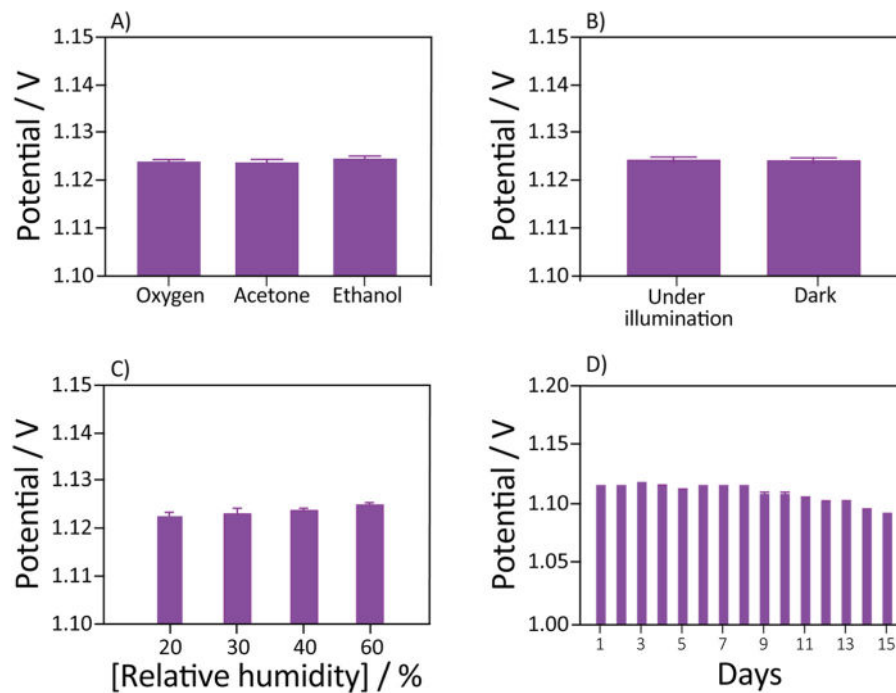 A)
Potential / V
1.15
1.14
1.13
1.12
1.11
1.10
Oxygen Acetone Ethanol
B)
Potential / V
1.15
1.14
1.13
1.12
1.11
1.10
Under
illumination
Dark
C)
Potential / V
1.15
1.14
1.13
1.12
1.11
1.10
20 30 40 60
[Relative humidity] / %
D)
Potential / V
1.20
1.15
1.10
1.05
1.00
1 3 5 7 9 11 13 15
Days